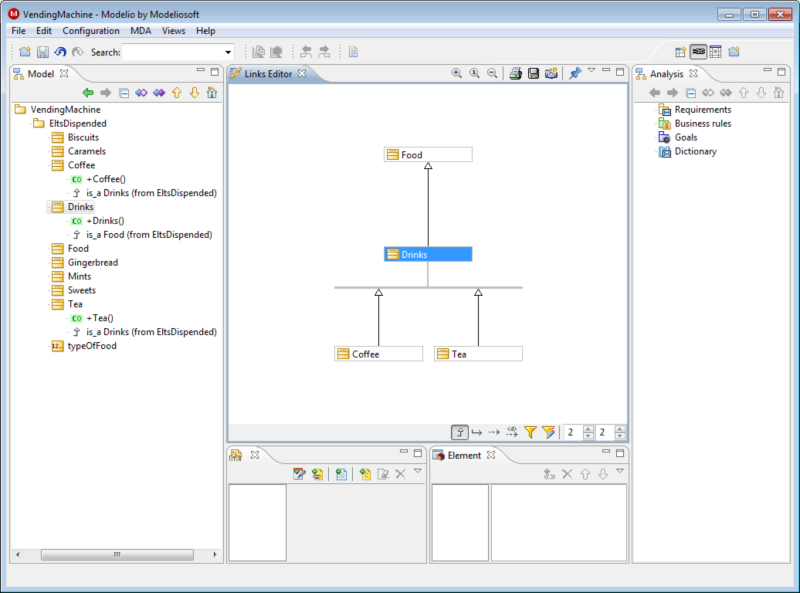 VendingMachine - Modelio by Modeliosoft
File Edit Configuration MDA Views Help
Search:
Model
Links Editor
Analysis
VendingMachine
EltsDispended
Biscuits
Caramels
Coffee
+Coffee()
is_a Drinks (from EltsDispended)
Drinks
+Drinks()
is_a Food (from EltsDispended)
Food
Gingerbread
Mints
Sweets
Tea
+Tea()
is_a Drinks (from EltsDispended)
typeOfFood
Food
Drinks
Coffee
Tea
2 2
Requirements
Business rules
Goals
Dictionary
Element